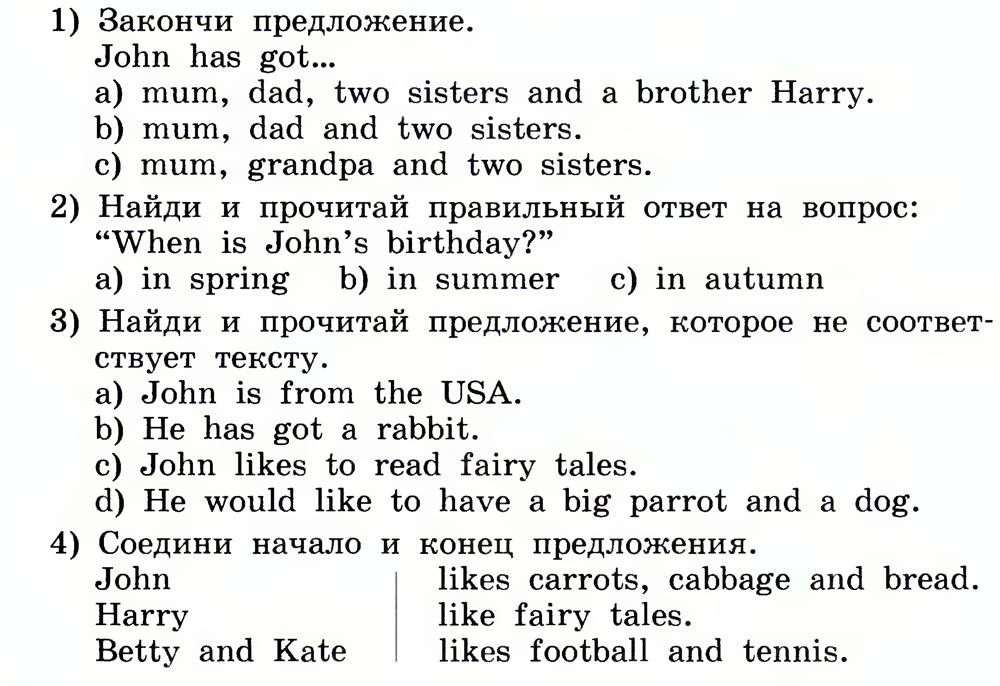 1) Закончи предложение.
John has got...
a) mum, dad, two sisters and a brother Harry.
b) mum, dad and two sisters.
c) mum, grandpa and two sisters.
2) Найди и прочитай правильный ответ на вопрос:
“When is John’s birthday?”
a) in spring b) in summer c) in autumn
3) Найди и прочитай предложение, которое не соответ-
ствует тексту.
a) John is from the USA.
b) He has got a rabbit.
c) John likes to read fairy tales.
d) He would like to have a big parrot and a dog.
4) Соедини начало и конец предложения.
John likes carrots, cabbage and bread.
Harry like fairy tales.
Betty and Kate likes football and tennis.